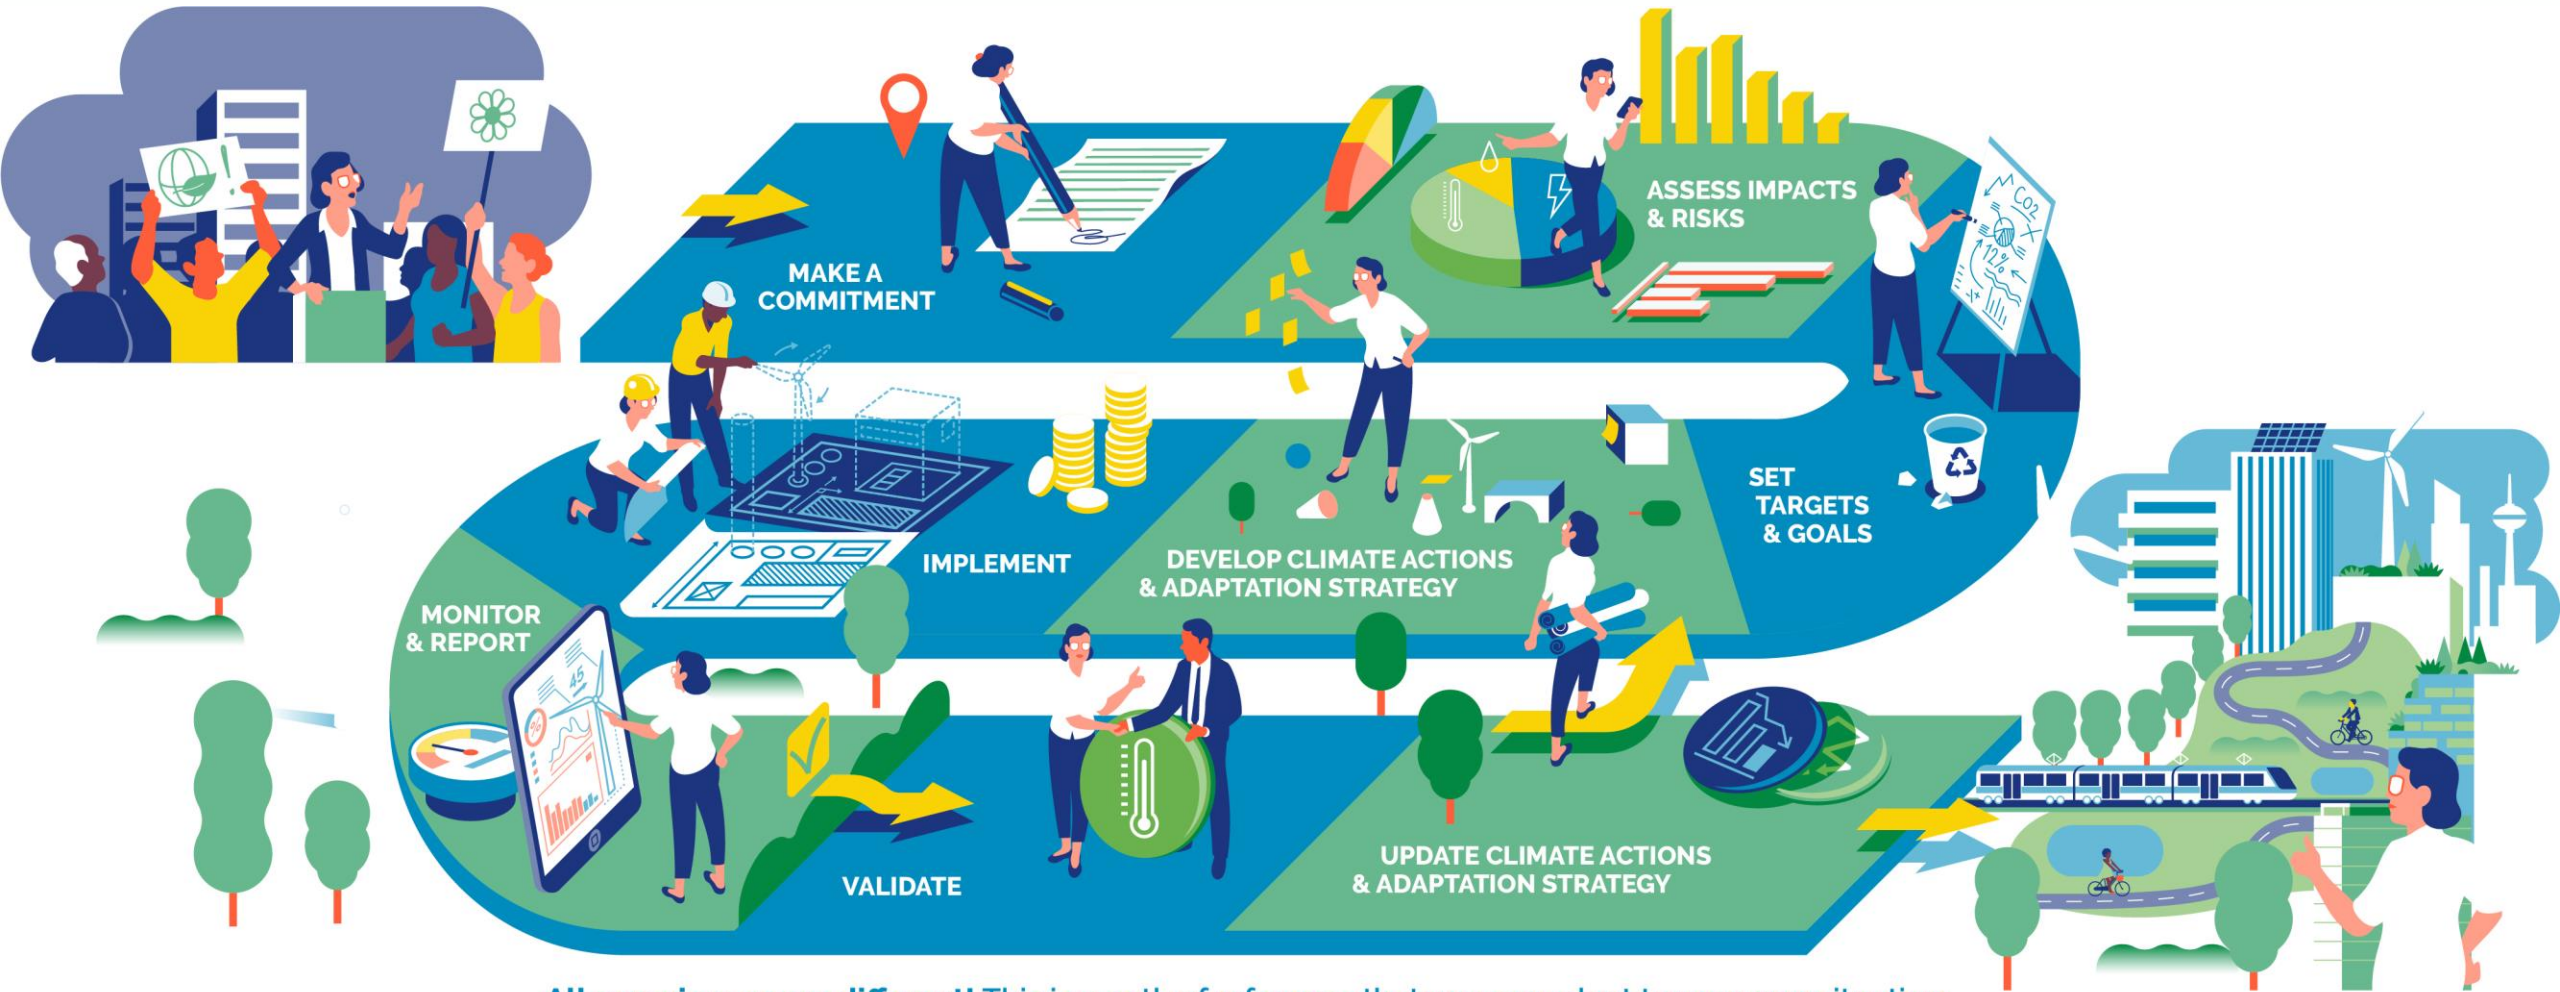 MAKE A
COMMITMENT
ASSESS IMPACTS
& RISKS
CO2
12%
SET
TARGETS
& GOALS
DEVELOP CLIMATE ACTIONS
& ADAPTATION STRATEGY
IMPLEMENT
MONITOR
& REPORT
45
%
VALIDATE
UPDATE CLIMATE ACTIONS
& ADAPTATION STRATEGY